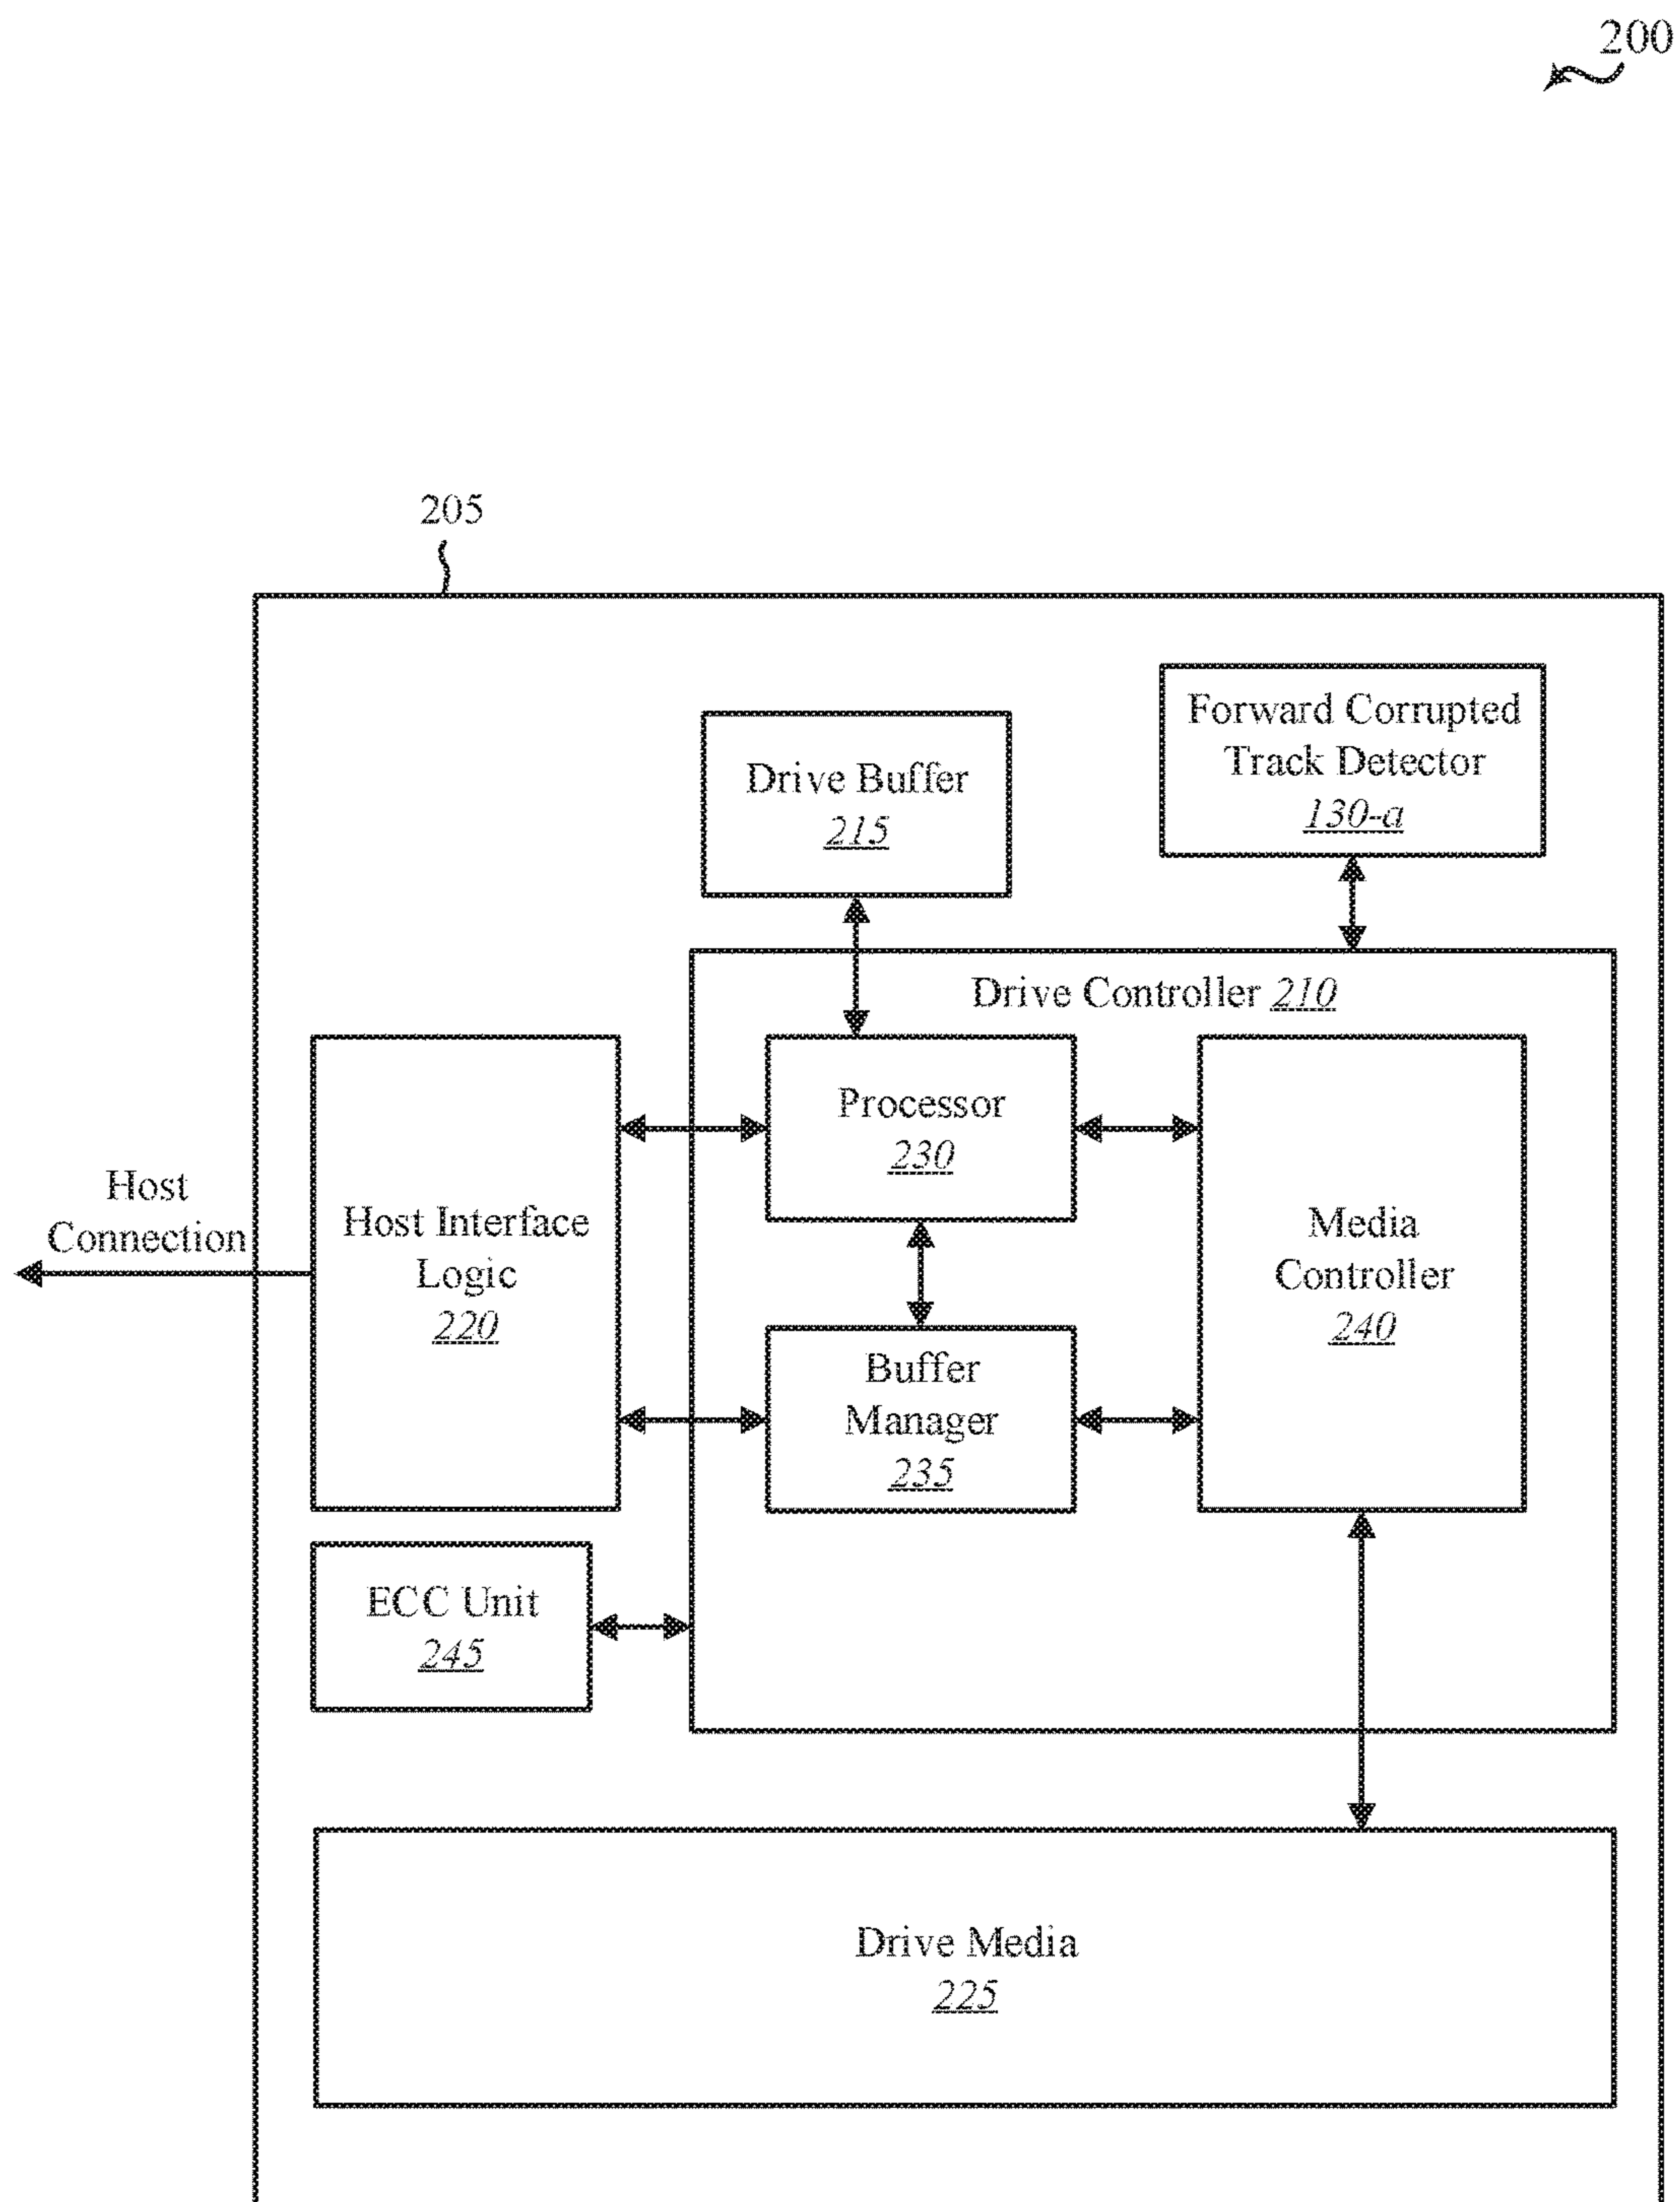 200
205
Forward Corrupted
Track Detector
130-a
Drive Buffer
215
Drive Controller 210
Processor
230
Host
Connection
Host Interface
Logic
220
Media
Controller
240
Buffer
Manager
235
ECC Unit
245
Drive Media
225